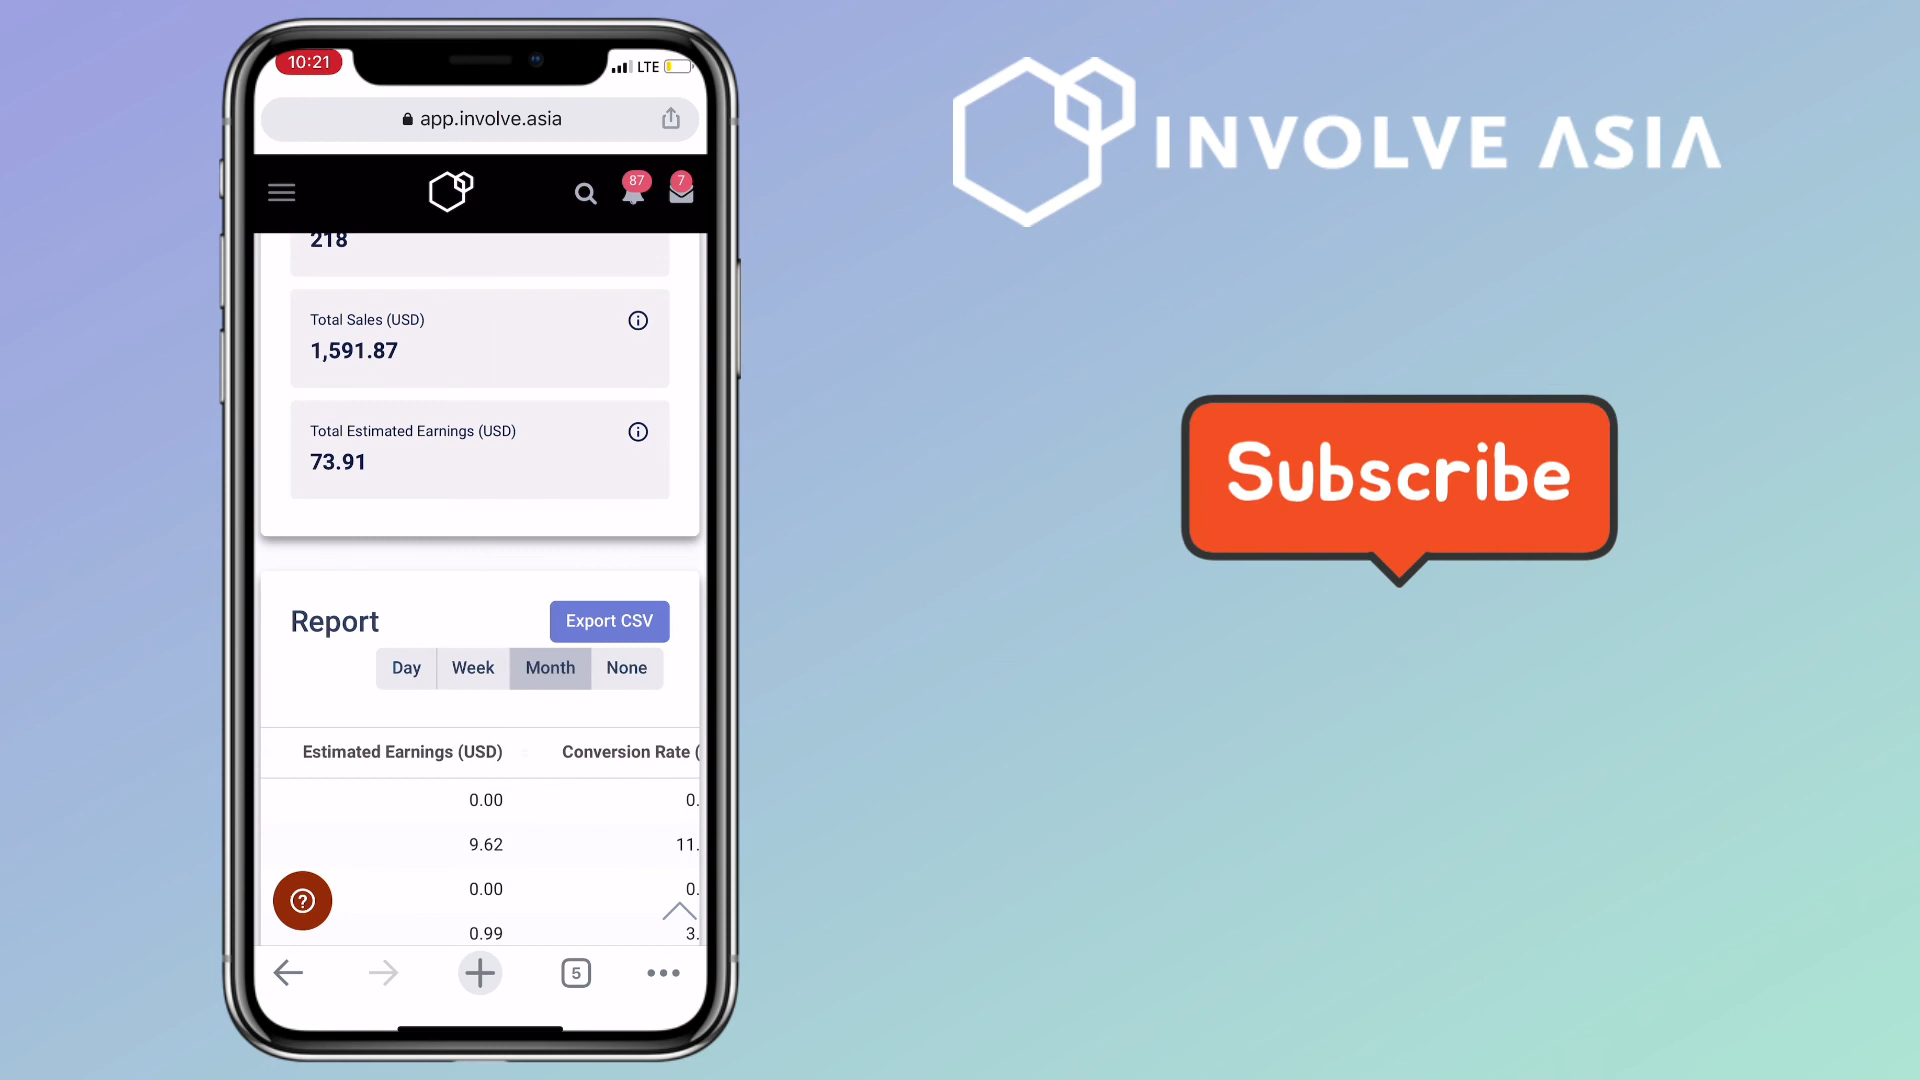 10:21
LTE
app.involve.asia
87
7
218
Total Sales (USD)
1,591.87
Total Estimated Earnings (USD)
73.91
Report
Export CSV
Day Week Month None
Estimated Earnings (USD) Conversion Rate (
0.00 0.
9.62 11.
0.00 0.
0.99 3.
?
5
INVOLVE ASIA
Subscribe